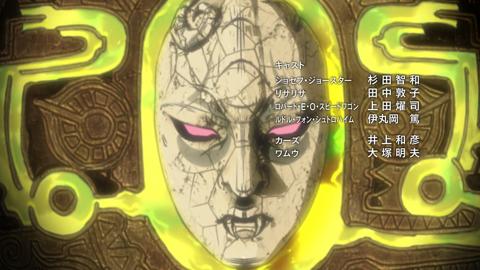 キャスト
ジョセフ・ジョースター 杉田智和
リサリサ 田中敦子
ロバート・E・O・スピードワゴン 上田燿司
ルドル・フォン・シュトロハイム 伊丸岡 篤
カーズ 井上和彦
ワムウ 大塚明夫